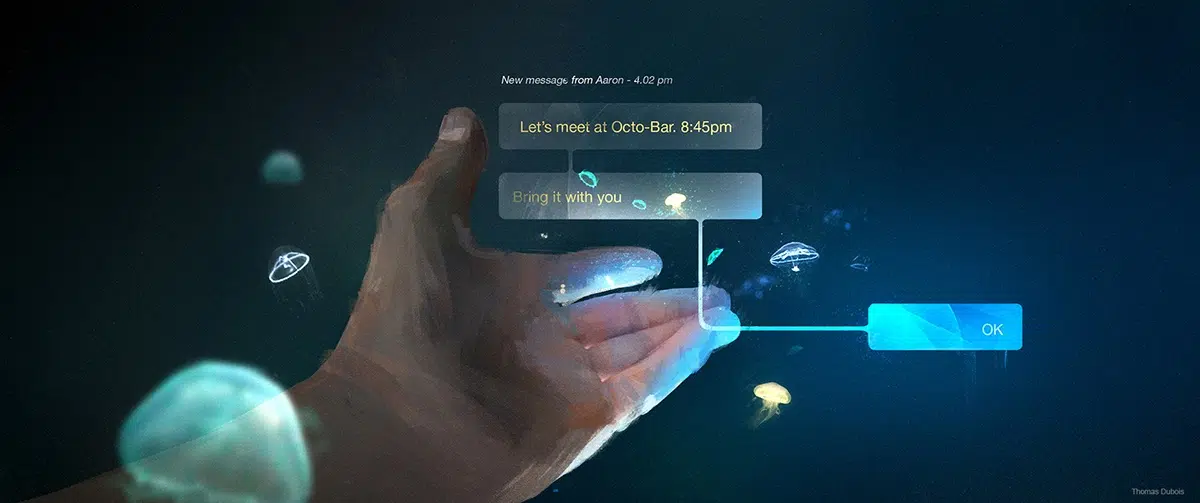 New message from Aaron - 4.02 pm
Let's meet at Octo-Bar. 8:45pm
Bring it with you
OK
Thomas Dubois